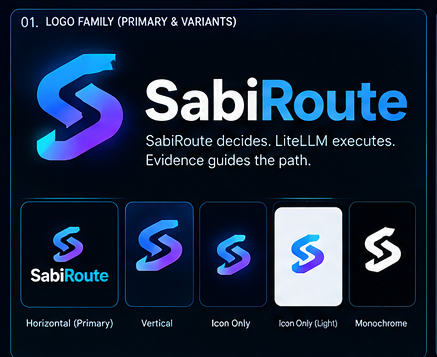 01. LOGO FAMILY (PRIMARY & VARIANTS)
SabiRoute
SabiRoute decides. LiteLLM executes.
Evidence guides the path.
SabiRoute
Horizontal (Primary)
Vertical
Icon Only
Icon Only (Light)
Monochrome